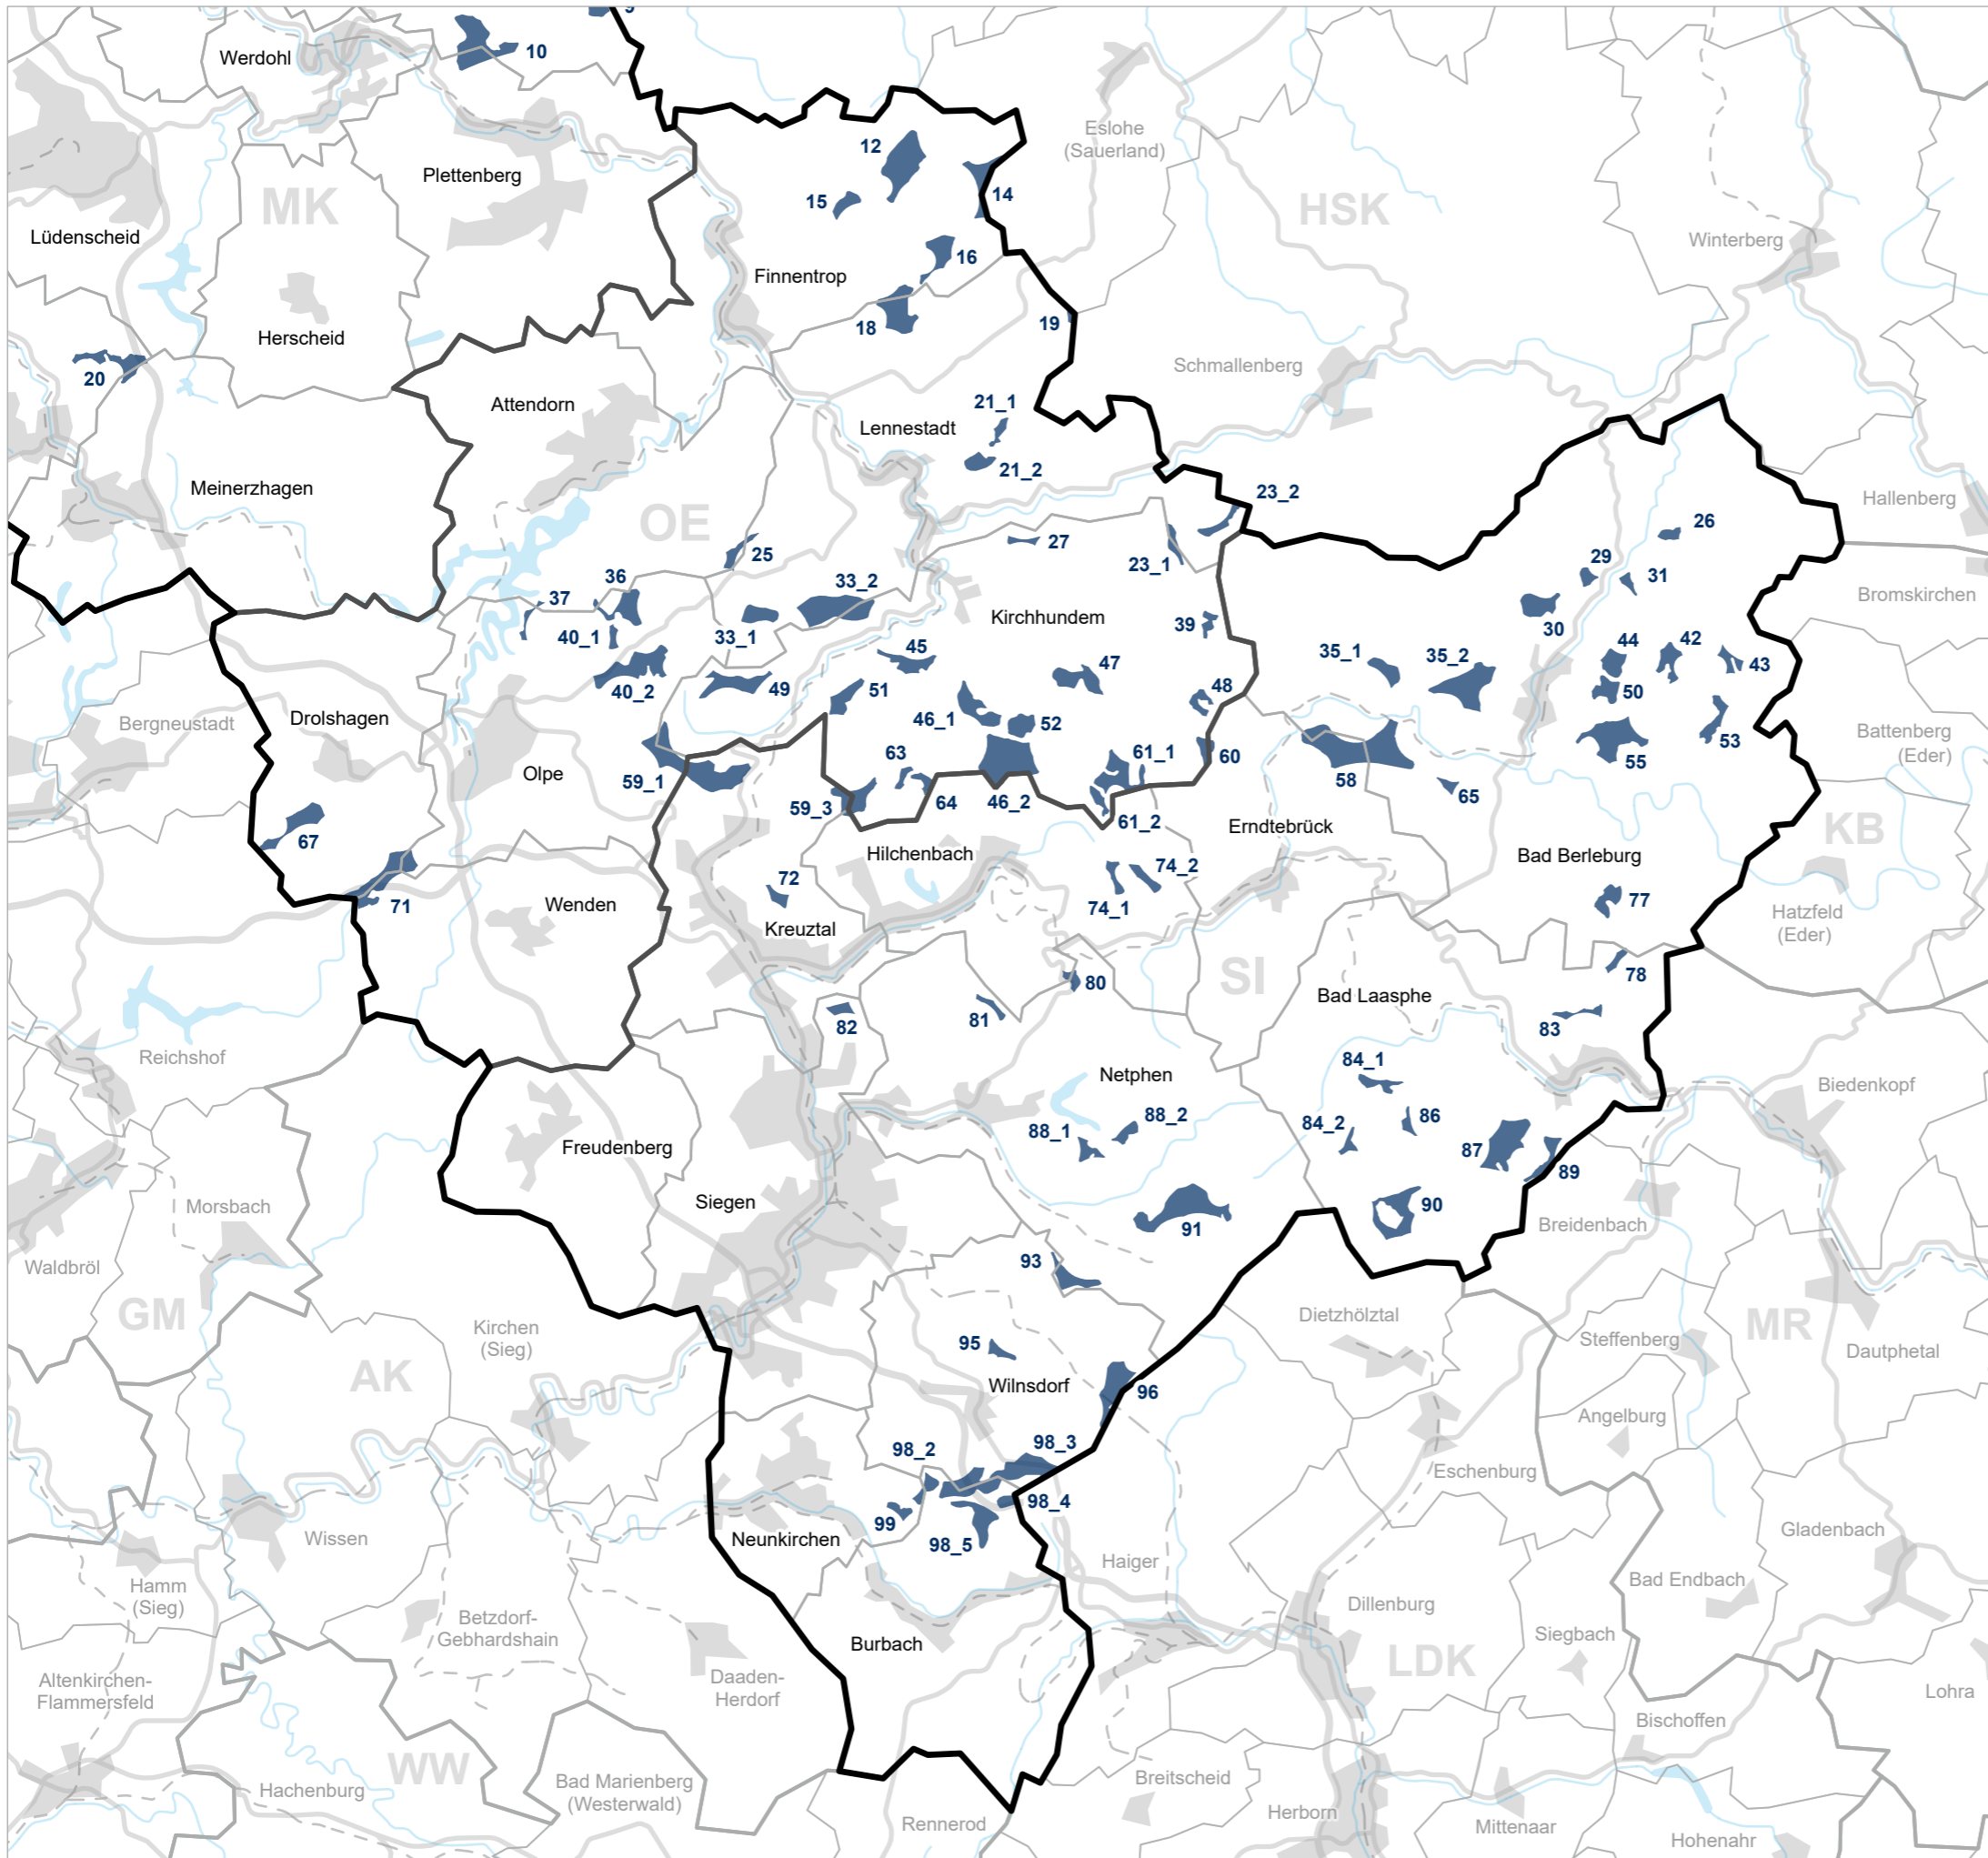 9
10
Werdohl
12
Eslohe
(Sauerland)
Plettenberg
MK
15
14
HSK
Lüdenscheid
Winterberg
16
Finnentrop
18
19
Herscheid
20
Schmallenberg
Attendorn
21_1
Lennestadt
21_2
Meinerzhagen
23_2
Hallenberg
OE
26
25
27
23_1
29
36
33_2
31
Bromskirchen
37
Kirchhundem
30
40_1
33_1
39
44
42
45
35_1
35_2
43
47
40_2
49
51
48
50
Bergneustadt
Drolshagen
46_1
52
Battenberg
(Eder)
53
63
61_1
60
55
Olpe
59_1
58
59_3
64
46_2
65
61_2
Erndtebrück
KB
67
Hilchenbach
Bad Berleburg
74_2
72
77
71
Wenden
74_1
Hatzfeld
(Eder)
Kreuztal
78
80
SI
Bad Laasphe
82
81
83
Reichshof
84_1
Netphen
Biedenkopf
88_2
86
84_2
88_1
Freudenberg
87
89
Morsbach
Siegen
90
91
Breidenbach
Waldbröl
93
GM
Dietzhölztal
MR
Kirchen
(Sieg)
Steffenberg
95
Dautphetal
AK
Wilnsdorf
96
Angelburg
98_2
98_3
Eschenburg
98_4
99
Wissen
Neunkirchen
98_5
Gladenbach
Haiger
Hamm
(Sieg)
Bad Endbach
Dillenburg
Betzdorf-
Gebhardshain
Burbach
Siegbach
LDK
Altenkirchen-
Flammersfeld
Daaden-
Herdorf
Lohra
Bischoffen
WW
Hachenburg
Bad Marienberg
(Westerwald)
Breitscheid
Herborn
Rennerod
Mittenaar
Hohenahr